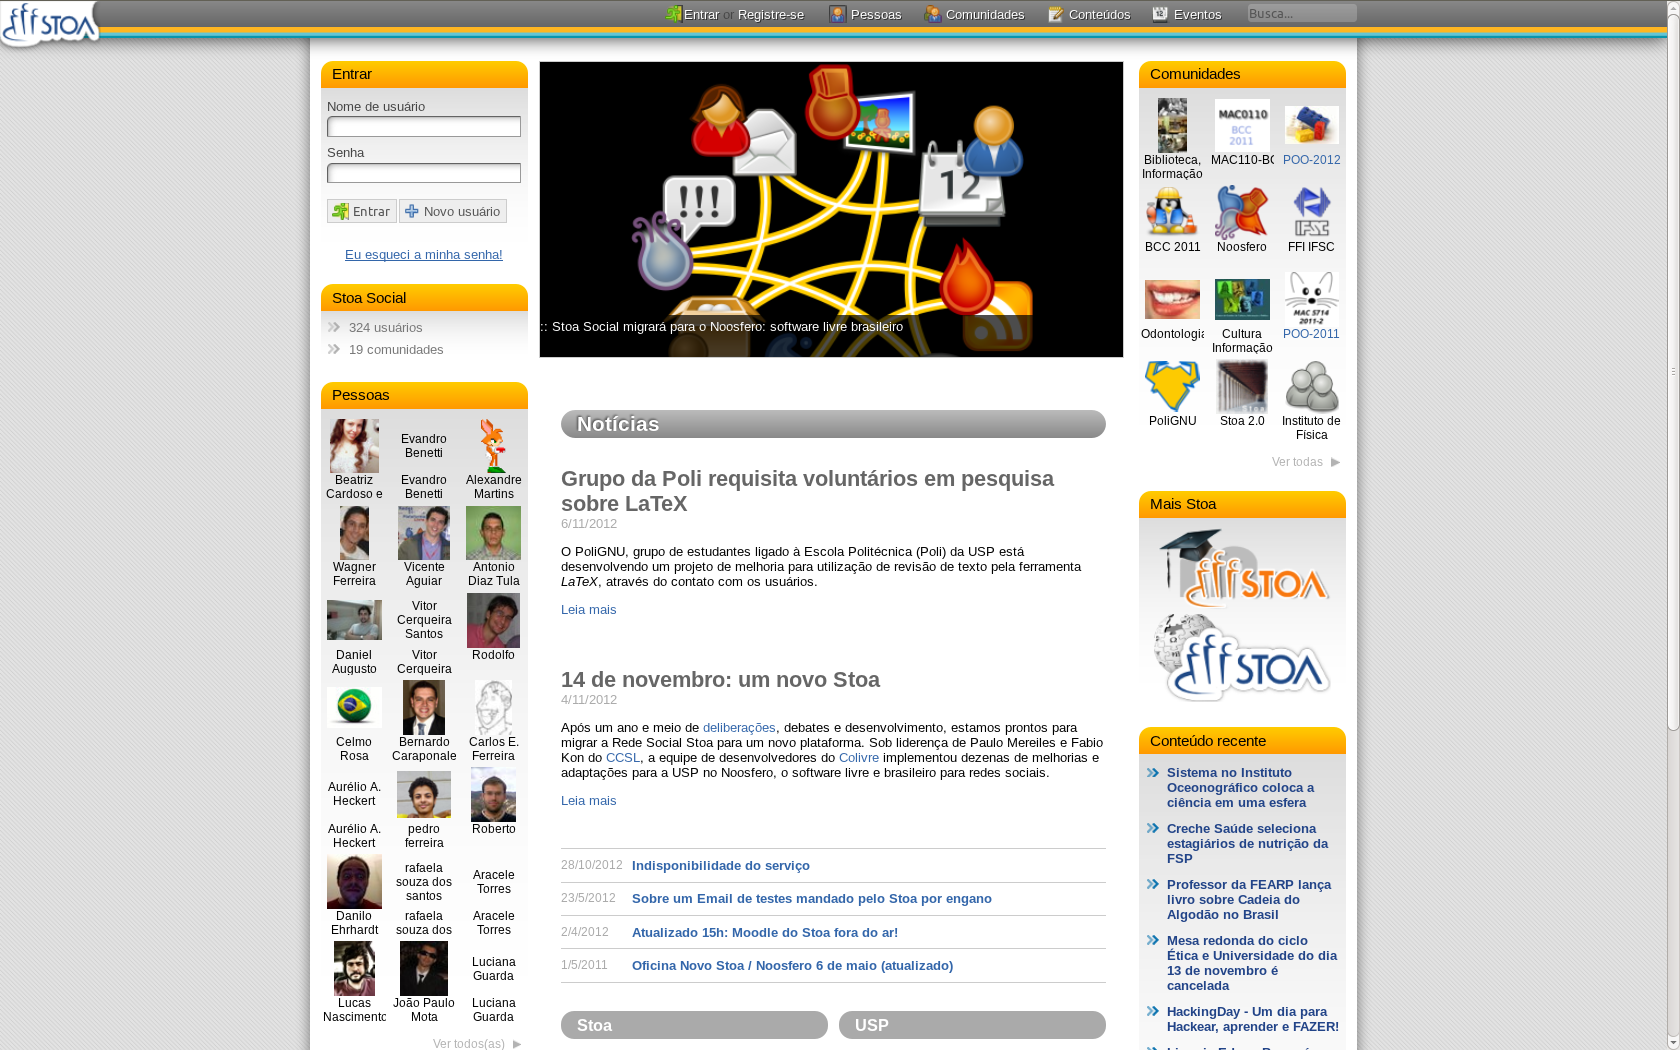 STOA
Entrar or Registre-se Pessoas Comunidades Conteúdos Eventos Busca...
Entrar
Nome de usuário
Senha
Entrar Novo usuário
Eu esqueci a minha senha!
Stoa Social
324 usuários
19 comunidades
Pessoas
Evandro
Benetti
Beatriz Evandro Alexandre
Cardoso e Benetti Martins
Wagner Vicente Antonio
Ferreira Aguiar Diaz Tula
Vitor
Cerqueira
Santos
Daniel Vitor Rodolfo
Augusto Cerqueira
Celmo Bernardo Carlos E.
Rosa Caraponale Ferreira
Aurélio A.
Heckert
Aurélio A. pedro Roberto
Heckert ferreira
rafaela
souza dos
santos
Aracele
Torres
Danilo rafaela Aracele
Ehrhardt souza dos Torres
Luciana
Guarda
Lucas João Paulo Luciana
Nascimento Mota Guarda
Ver todos(as)
!!!
12
:: Stoa Social migrará para o Noosfero: software livre brasileiro
Notícias
Grupo da Poli requisita voluntários em pesquisa
sobre LaTeX
6/11/2012
O PoliGNU, grupo de estudantes ligado à Escola Politécnica (Poli) da USP está
desenvolvendo um projeto de melhoria para utilização de revisão de texto pela ferramenta
LaTeX, através do contato com os usuários.
Leia mais
14 de novembro: um novo Stoa
4/11/2012
Após um ano e meio de deliberações, debates e desenvolvimento, estamos prontos para
migrar a Rede Social Stoa para um novo plataforma. Sob liderença de Paulo Mereiles e Fabio
Kon do CCSL, a equipe de desenvolvedores do Colivre implementou dezenas de melhorias e
adaptações para a USP no Noosfero, o software livre e brasileiro para redes sociais.
Leia mais
28/10/2012 Indisponibilidade do serviço
23/5/2012 Sobre um Email de testes mandado pelo Stoa por engano
2/4/2012 Atualizado 15h: Moodle do Stoa fora do ar!
1/5/2011 Oficina Novo Stoa / Noosfero 6 de maio (atualizado)
Stoa USP
Comunidades
MAC0110
BCC
2011
Biblioteca, MAC110-BC POO-2012
Informação
IFSC
BCC 2011 Noosfero FFI IFSC
MAC 5714
2011-2
Odontologia Cultura POO-2011
Informação
PoliGNU Stoa 2.0 Instituto de
Física
Ver todas
Mais Stoa
STOA
STOA
Conteúdo recente
Sistema no Instituto
Oceonográfico coloca a
ciência em uma esfera
Creche Saúde seleciona
estagiários de nutrição da
FSP
Professor da FEARP lança
livro sobre Cadeia do
Algodão no Brasil
Mesa redonda do ciclo
Ética e Universidade do dia
13 de novembro é
cancelada
HackingDay - Um dia para
Hackear, aprender e FAZER!